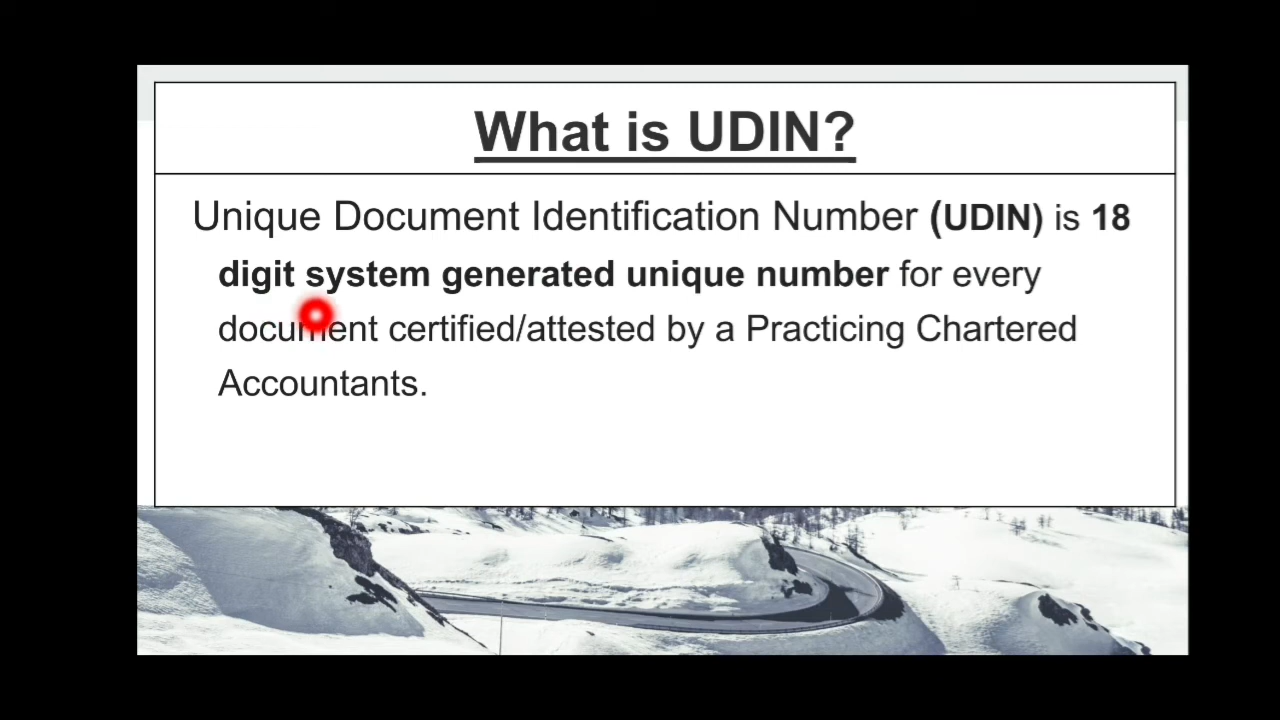 What is UDIN?
Unique Document Identification Number (UDIN) is 18
digit system generated unique number for every
document certified/attested by a Practicing Chartered
Accountants.